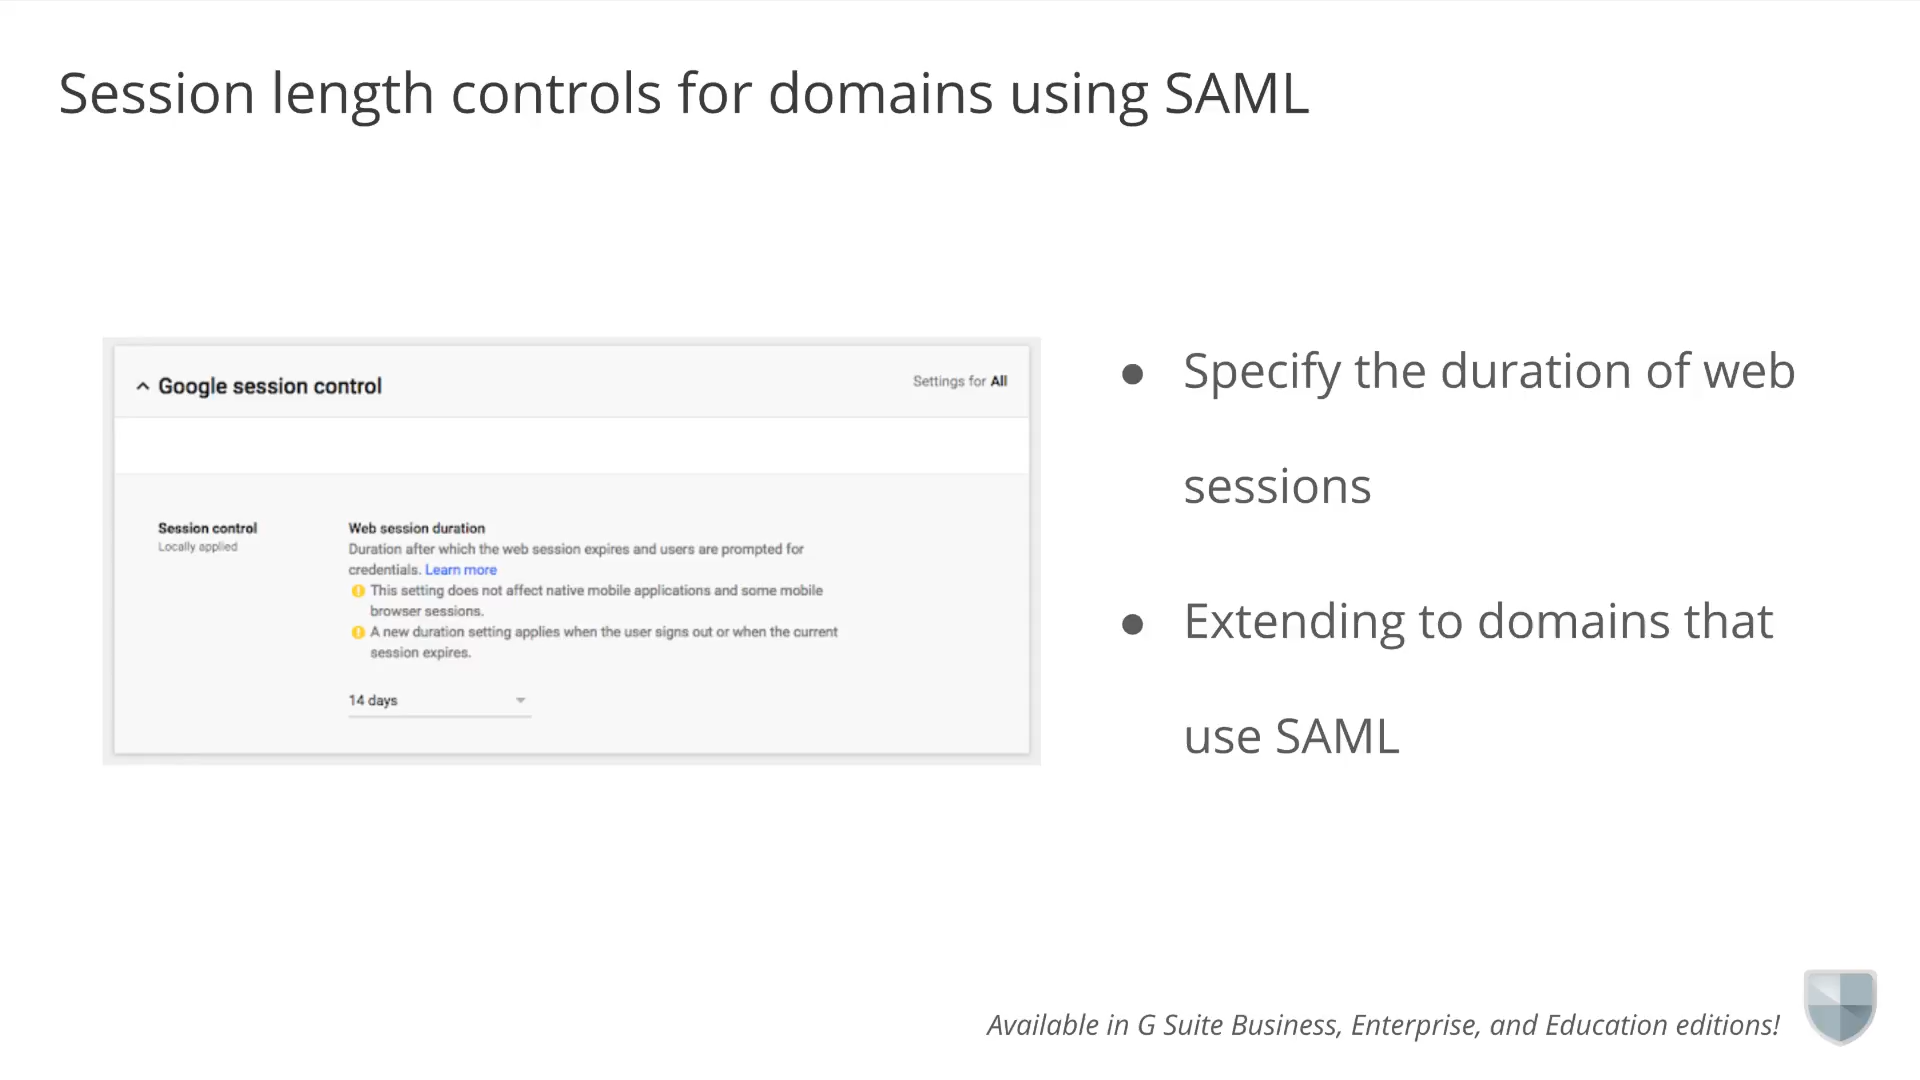 Session length controls for domains using SAML
Google session control
Settings for All
Session control
Locally applied
Web session duration
Duration after which the web session expires and users are prompted for
credentials. Learn more
This setting does not affect native mobile applications and some mobile
browser sessions.
A new duration setting applies when the user signs out or when the current
session expires.
14 days
● Specify the duration of web
sessions
● Extending to domains that
use SAML
Available in G Suite Business, Enterprise, and Education editions!